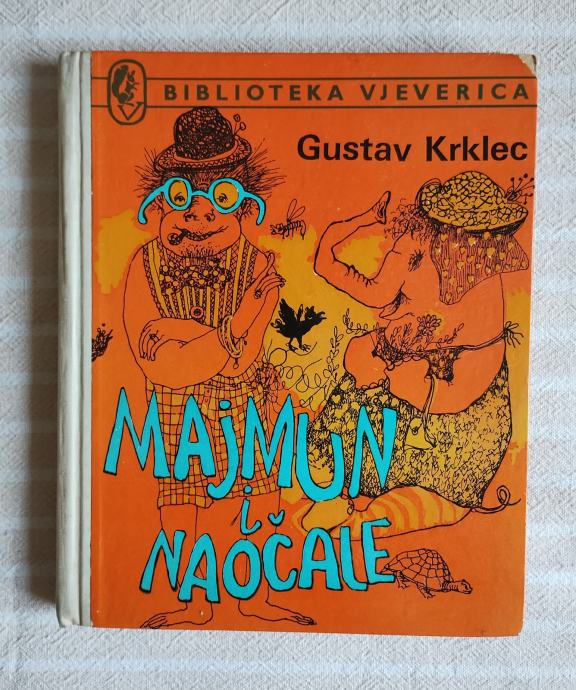 BIBLIOTEKA VJEVERICA
Gustav Krklec
MAJMUN
i
NAOČALE